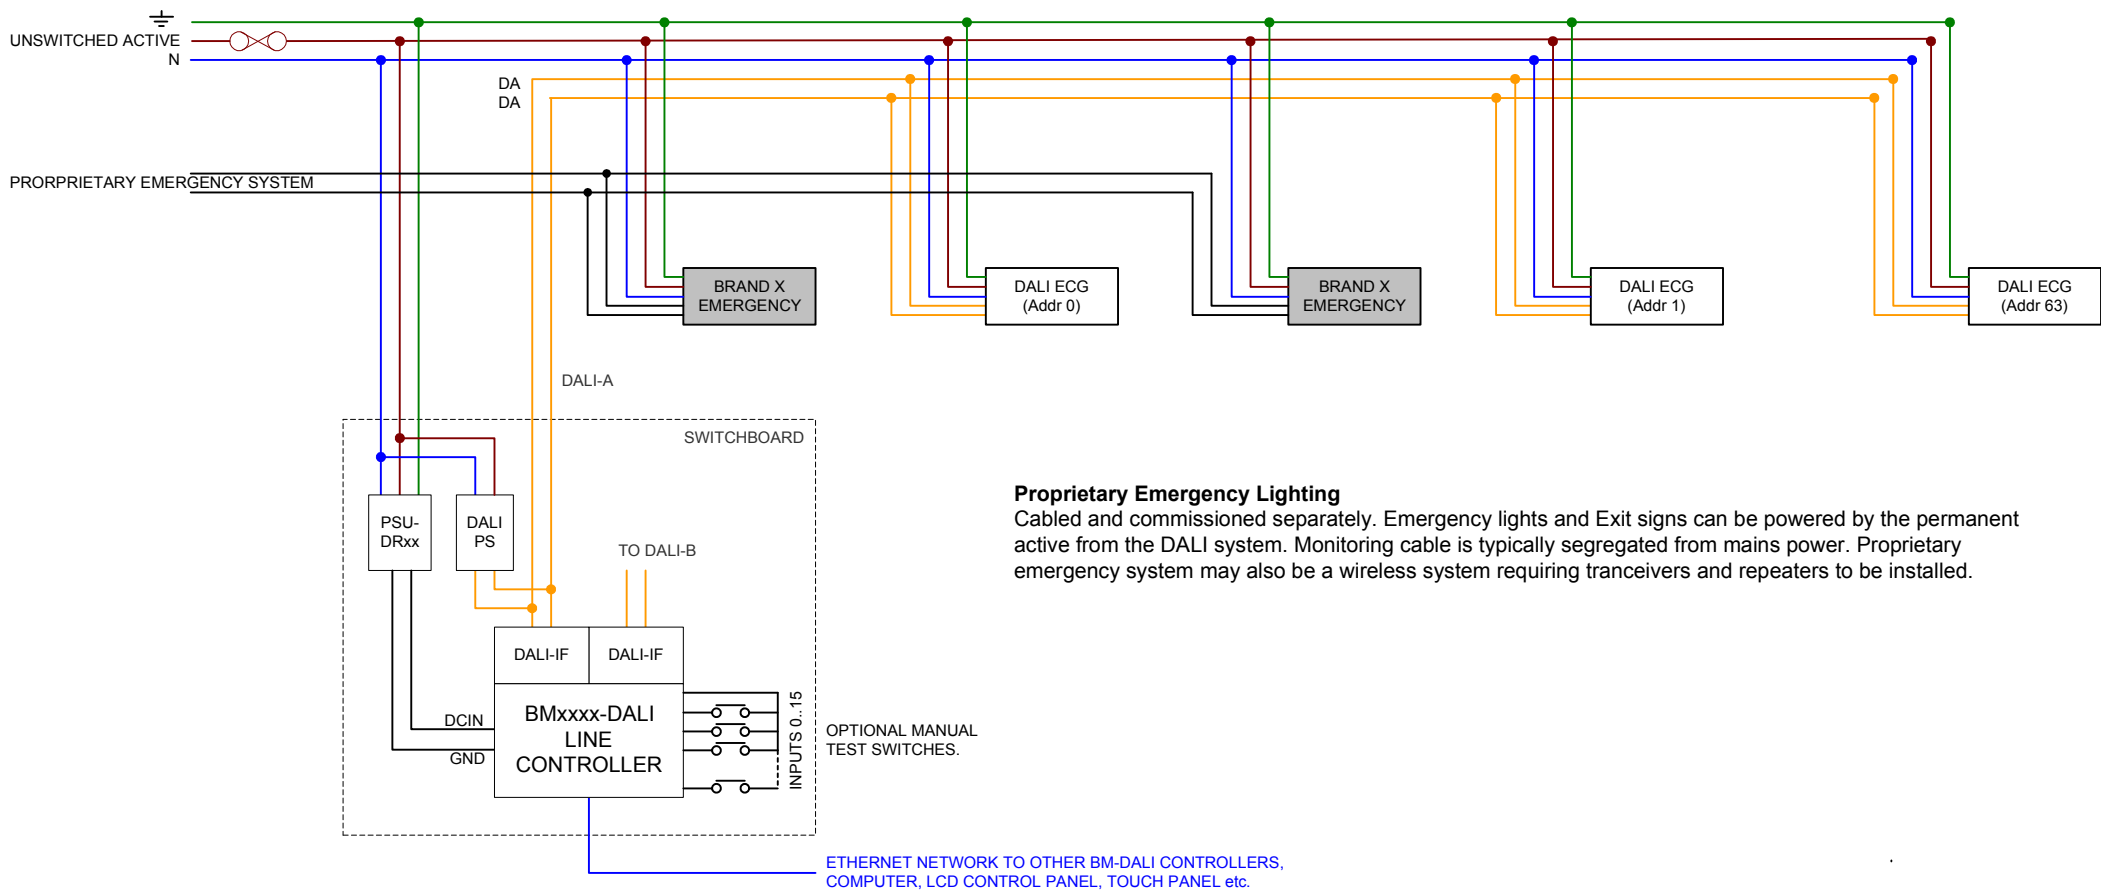 UNSWITCHED ACTIVE
N
DA
DA
PRORPRIETARY EMERGENCY SYSTEM
BRAND X
EMERGENCY
DALI ECG
(Addr 0)
BRAND X
EMERGENCY
DALI ECG
(Addr 1)
DALI ECG
(Addr 63)
DALI-A
SWITCHBOARD
PSU-
DRxx
DALI
PS
TO DALI-B
Proprietary Emergency Lighting
Cabled and commissioned separately. Emergency lights and Exit signs can be powered by the permanent
active from the DALI system. Monitoring cable is typically segregated from mains power. Proprietary
emergency system may also be a wireless system requiring tranceivers and repeaters to be installed.
DALI-IF
DALI-IF
DCIN
GND
BMxxxx-DALI
LINE
CONTROLLER
INPUTS 0..15
OPTIONAL MANUAL
TEST SWITCHES.
ETHERNET NETWORK TO OTHER BM-DALI CONTROLLERS,
COMPUTER, LCD CONTROL PANEL, TOUCH PANEL etc.